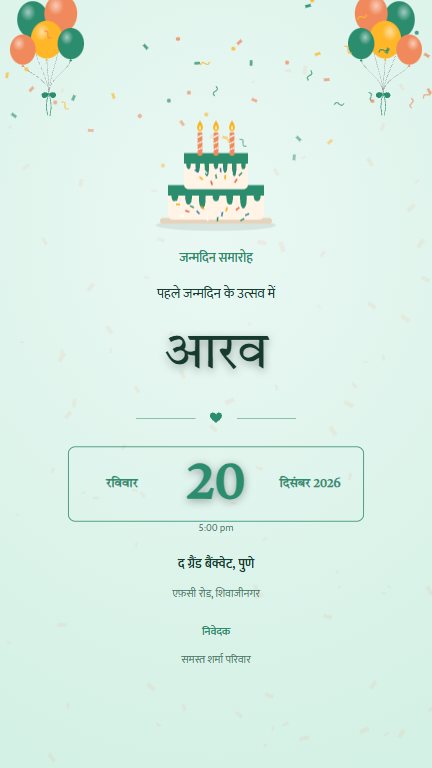 जन्मदिन समारोह
पहले जन्मदिन के उत्सव में
आरव
रविवार 20 दिसंबर 2026
5:00 pm
द ग्रैंड बैंक्वेट, पुणे
एफ़सी रोड, शिवाजीनगर
निवेदक
समस्त शर्मा परिवार